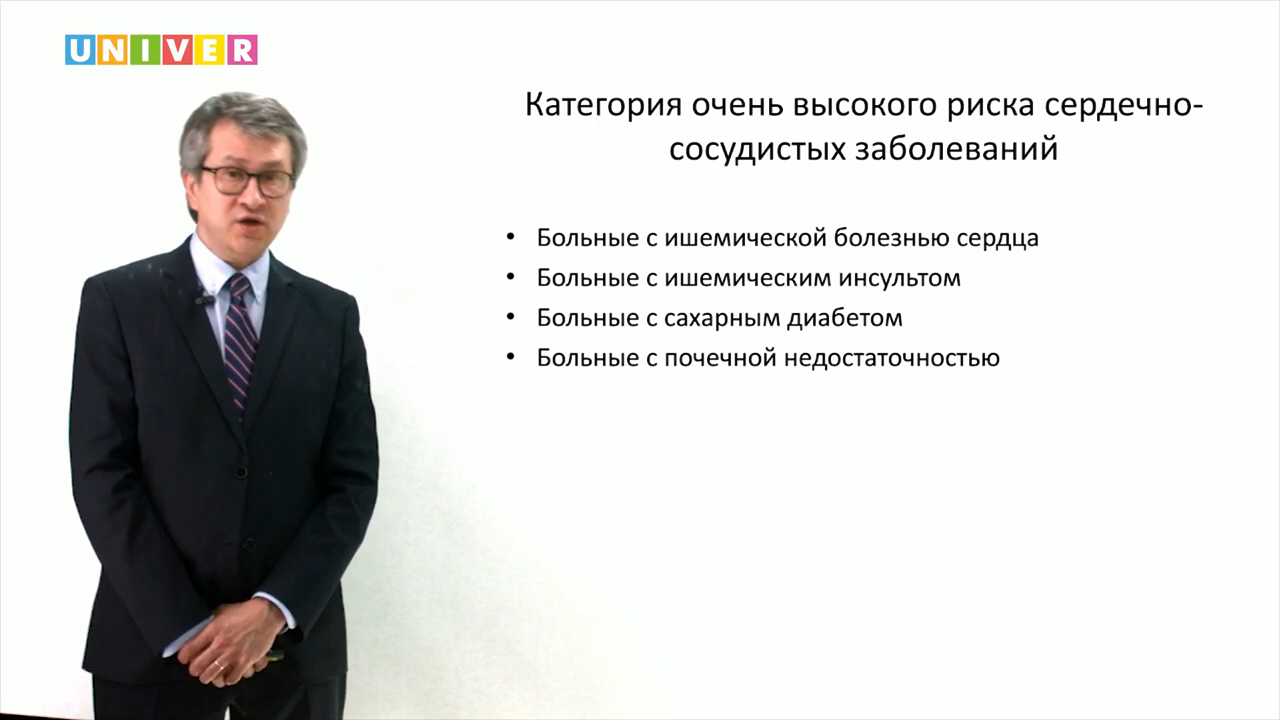 UNIVER
Категория очень высокого риска сердечно-
сосудистых заболеваний
• Больные с ишемической болезнью сердца
• Больные с ишемическим инсультом
• Больные с сахарным диабетом
• Больные с почечной недостаточностью